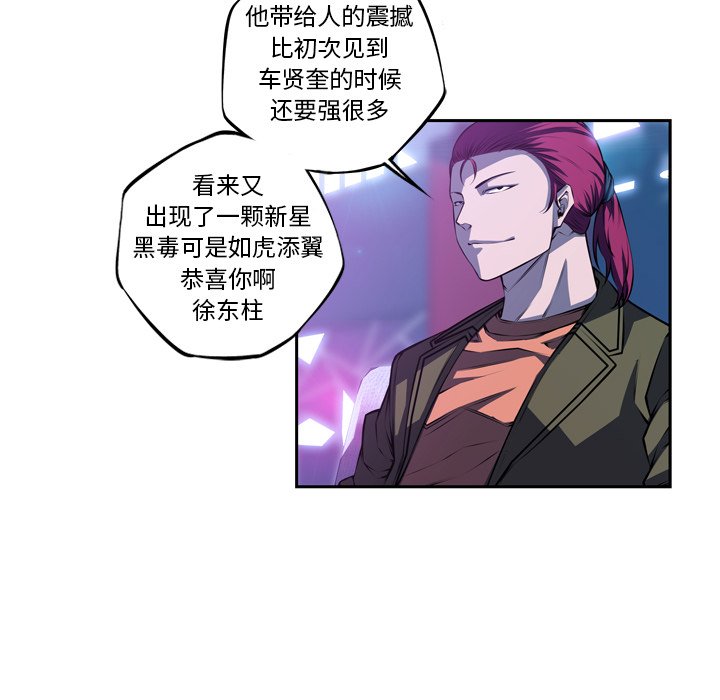 他带给人的震撼
比初次见到
车贤奎的时候
还要强很多
看来又
出现了一颗新星
黑毒可是如虎添翼
恭喜你啊
徐东柱